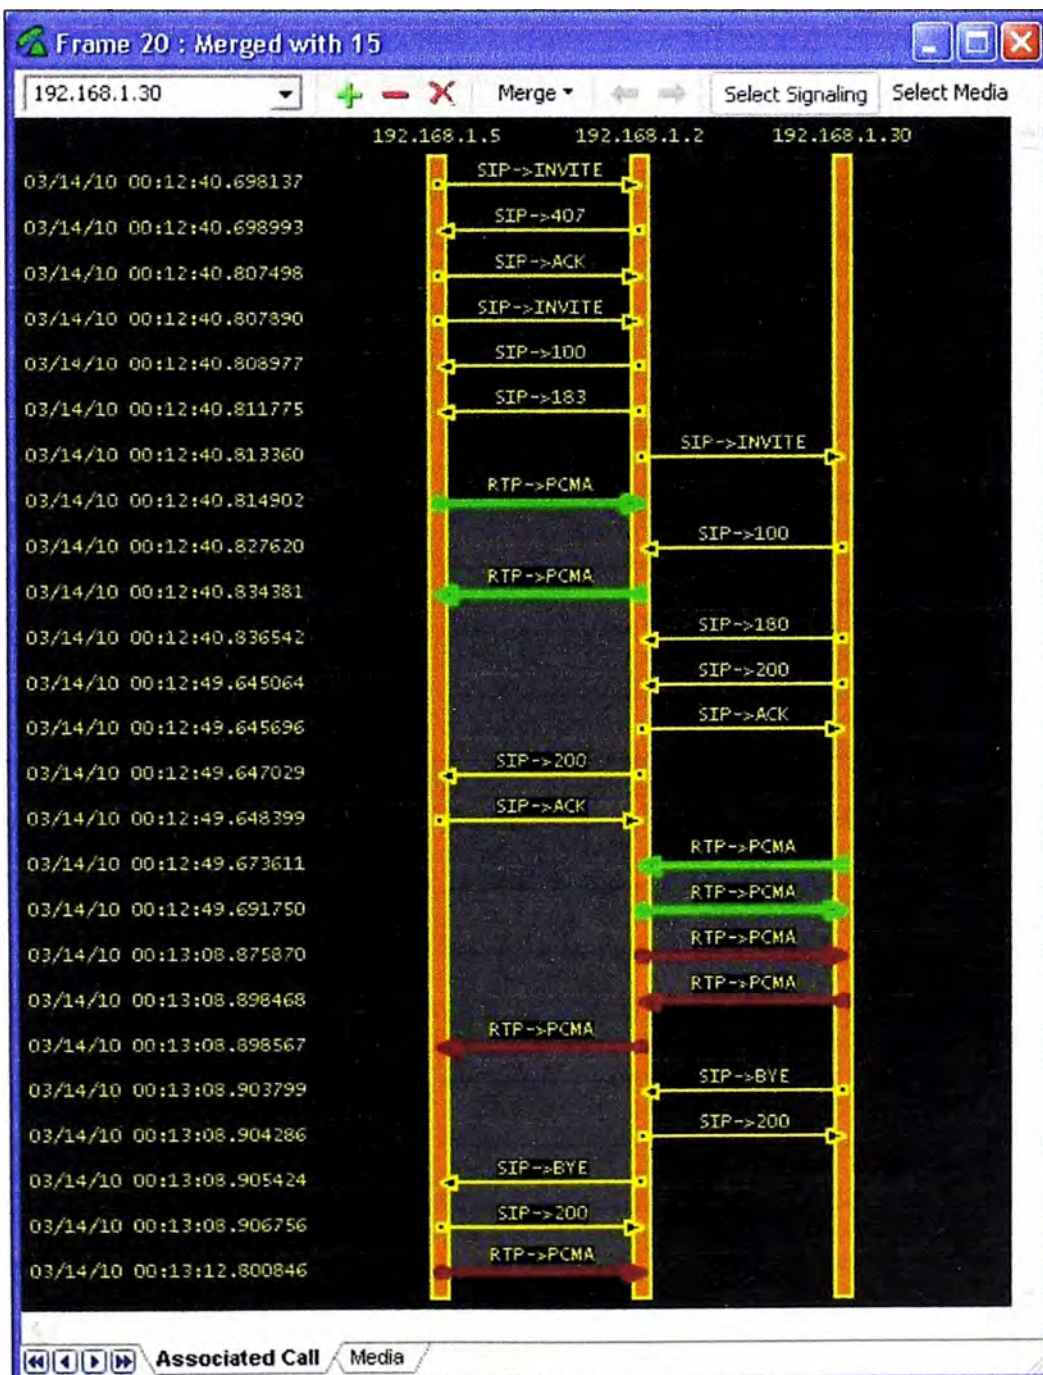 Frame 20 : Merged with 15
192.168.1.30 Merge Select Signaling Select Media
192.168.1.5 192.168.1.2 192.168.1.30
03/14/10 00:12:40.698137 SIP->INVITE
03/14/10 00:12:40.698993 SIP->407
03/14/10 00:12:40.807498 SIP->ACK
03/14/10 00:12:40.807890 SIP->INVITE
03/14/10 00:12:40.808977 SIP->100
03/14/10 00:12:40.811775 SIP->183
03/14/10 00:12:40.813360 SIP->INVITE
03/14/10 00:12:40.814902 RTP->PCMA
03/14/10 00:12:40.827620 SIP->100
03/14/10 00:12:40.834381 RTP->PCMA
03/14/10 00:12:40.836542 SIP->180
03/14/10 00:12:49.645064 SIP->200
03/14/10 00:12:49.645696 SIP->ACK
03/14/10 00:12:49.647029 SIP->200
03/14/10 00:12:49.648399 SIP->ACK
03/14/10 00:12:49.673611 RTP->PCMA
03/14/10 00:12:49.691750 RTP->PCMA
03/14/10 00:13:08.875870 RTP->PCMA
03/14/10 00:13:08.898468 RTP->PCMA
03/14/10 00:13:08.898567 RTP->PCMA
03/14/10 00:13:08.903799 SIP->BYE
03/14/10 00:13:08.904286 SIP->200
03/14/10 00:13:08.905424 SIP->BYE
03/14/10 00:13:08.906756 SIP->200
03/14/10 00:13:12.800846 RTP->PCMA
Associated Call Media